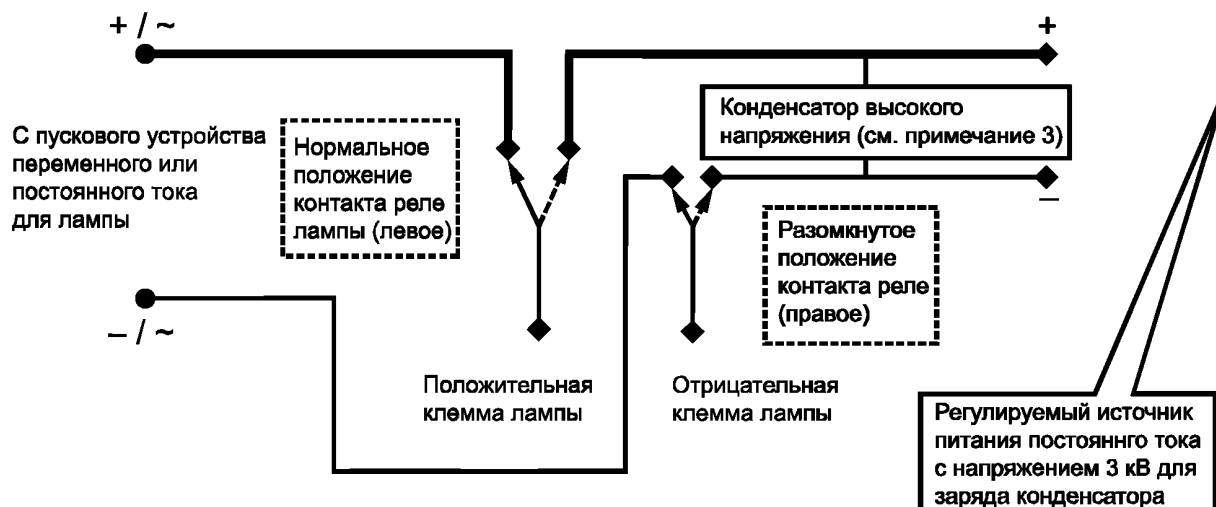 + / ~
+
С пускового устройства
переменного или
постоянного тока
для лампы
Нормальное
положение
контакта реле
лампы (левое)
Конденсатор высокого
напряжения (см. примечание 3)
–
Разомкнутое
положение
контакта реле
(правое)
– / ~
Положительная
клемма лампы
Отрицательная
клемма лампы
Регулируемый источник
питания постояннго тока
с напряжением 3 кВ для
заряда конденсатора